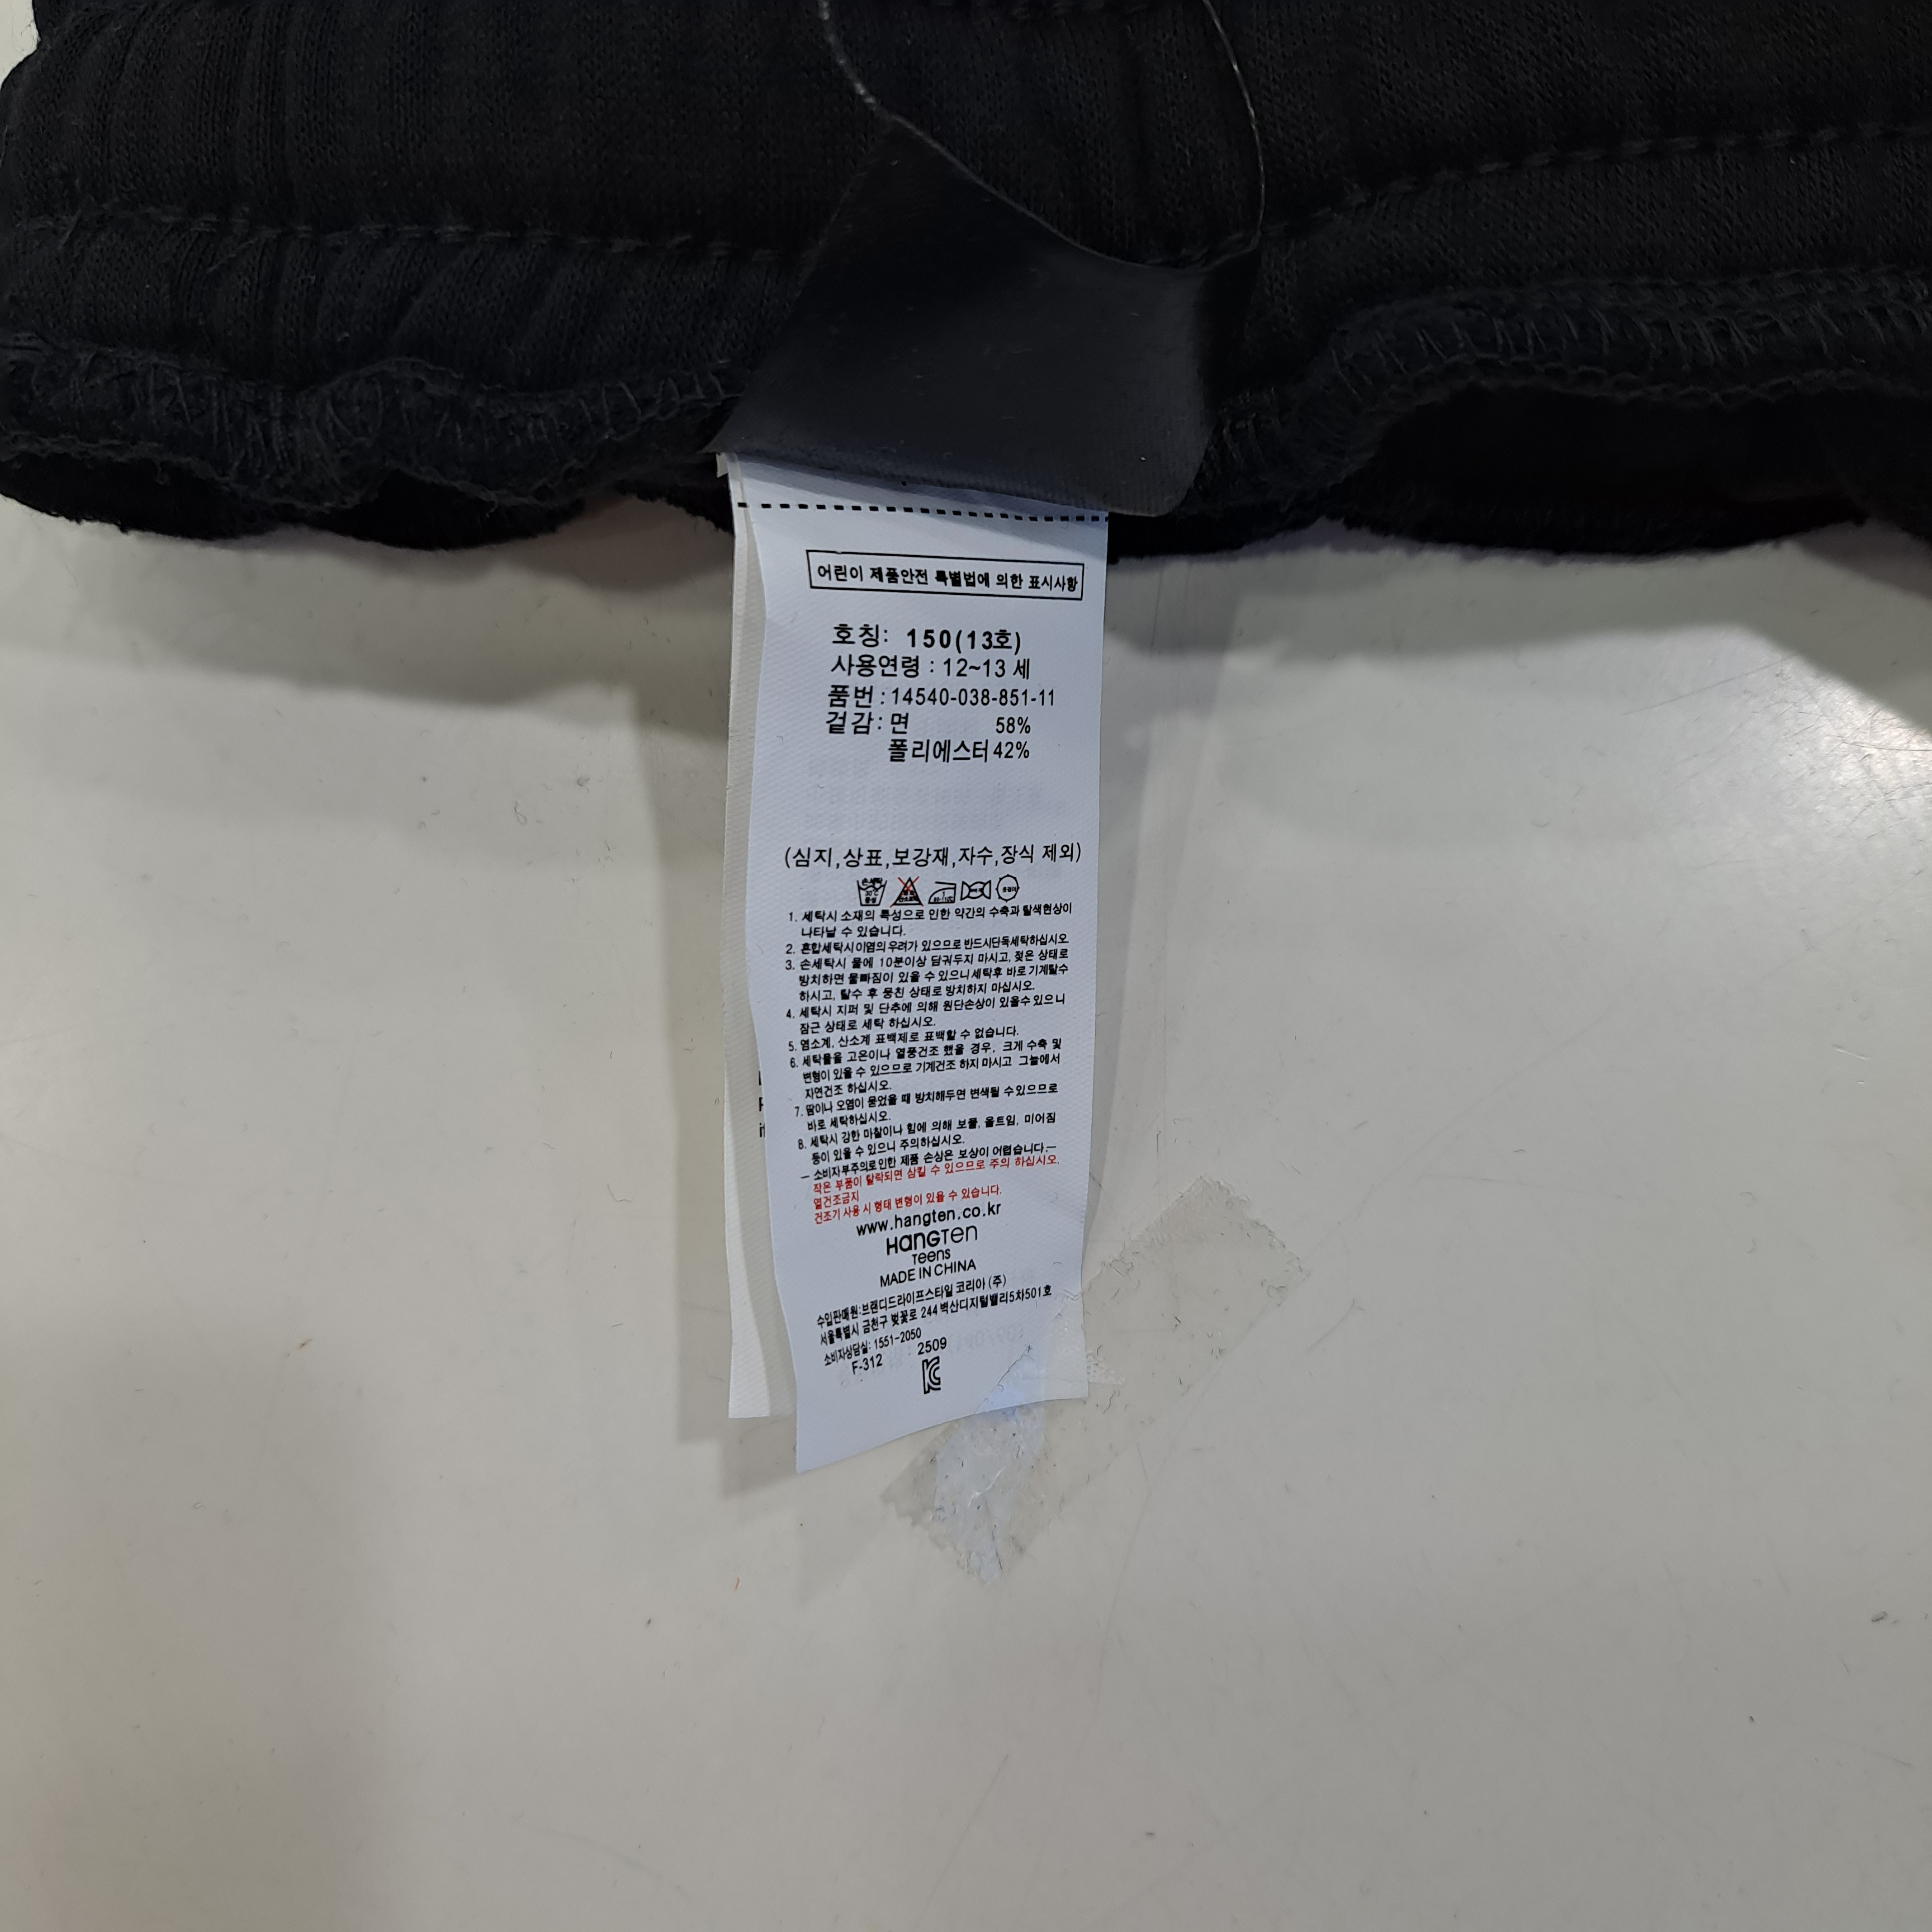 어린이 제품안전 특별법에 의한 표시사항
호칭: 150(13호)
사용연령 : 12~13 세
품번 : 14540-038-851-11
겉감 : 면 58%
폴리에스터 42%
(심지,상표,보강재,자수,장식 제외)
1. 세탁시 소재의 특성으로 인한 약간의 수축과 탈색현상이
나타날 수 있습니다.
2. 혼합세탁시 이염의 우려가 있으므로 반드시 단독세탁하십시오.
3. 손세탁시 물에 10분이상 담궈두지 마시고, 젖은 상태로
방치하면 물빠짐이 있을 수 있으니 세탁후 바로 기계탈수
하시고, 탈수 후 뭉친 상태로 방치하지 마십시오.
4. 세탁시 지퍼 및 단추에 의해 원단손상이 있을수 있으니
잠근 상태로 세탁 하십시오.
5. 염소계, 산소계 표백제로 표백할 수 없습니다.
6. 세탁물을 고온이나 열풍건조 했을 경우, 크게 수축 및
변형이 있을 수 있으므로 기계건조 하지 마시고 그늘에서
자연건조 하십시오.
7. 땀이나 오염이 묻었을 때 방치해두면 변색될 수 있으므로
바로 세탁하십시오.
8. 세탁시 강한 마찰이나 힘에 의해 보풀, 올트임, 미어짐
등이 있을 수 있으니 주의하십시오.
— 소비자 부주의로 인한 제품 손상은 보상이 어렵습니다.—
작은 부품이 탈락되면 삼킬 수 있으므로 주의 하십시오.
열건조금지
건조기 사용 시 형태 변형이 있을 수 있습니다.
www.hangten.co.kr
HanGTen
Teens
MADE IN CHINA
수입판매원:브랜디드라이프스타일 코리아 (주)
서울특별시 금천구 벚꽃로 244 벽산디지털밸리5차501호
소비자상담실: 1551-2050
F-312 2509
KC